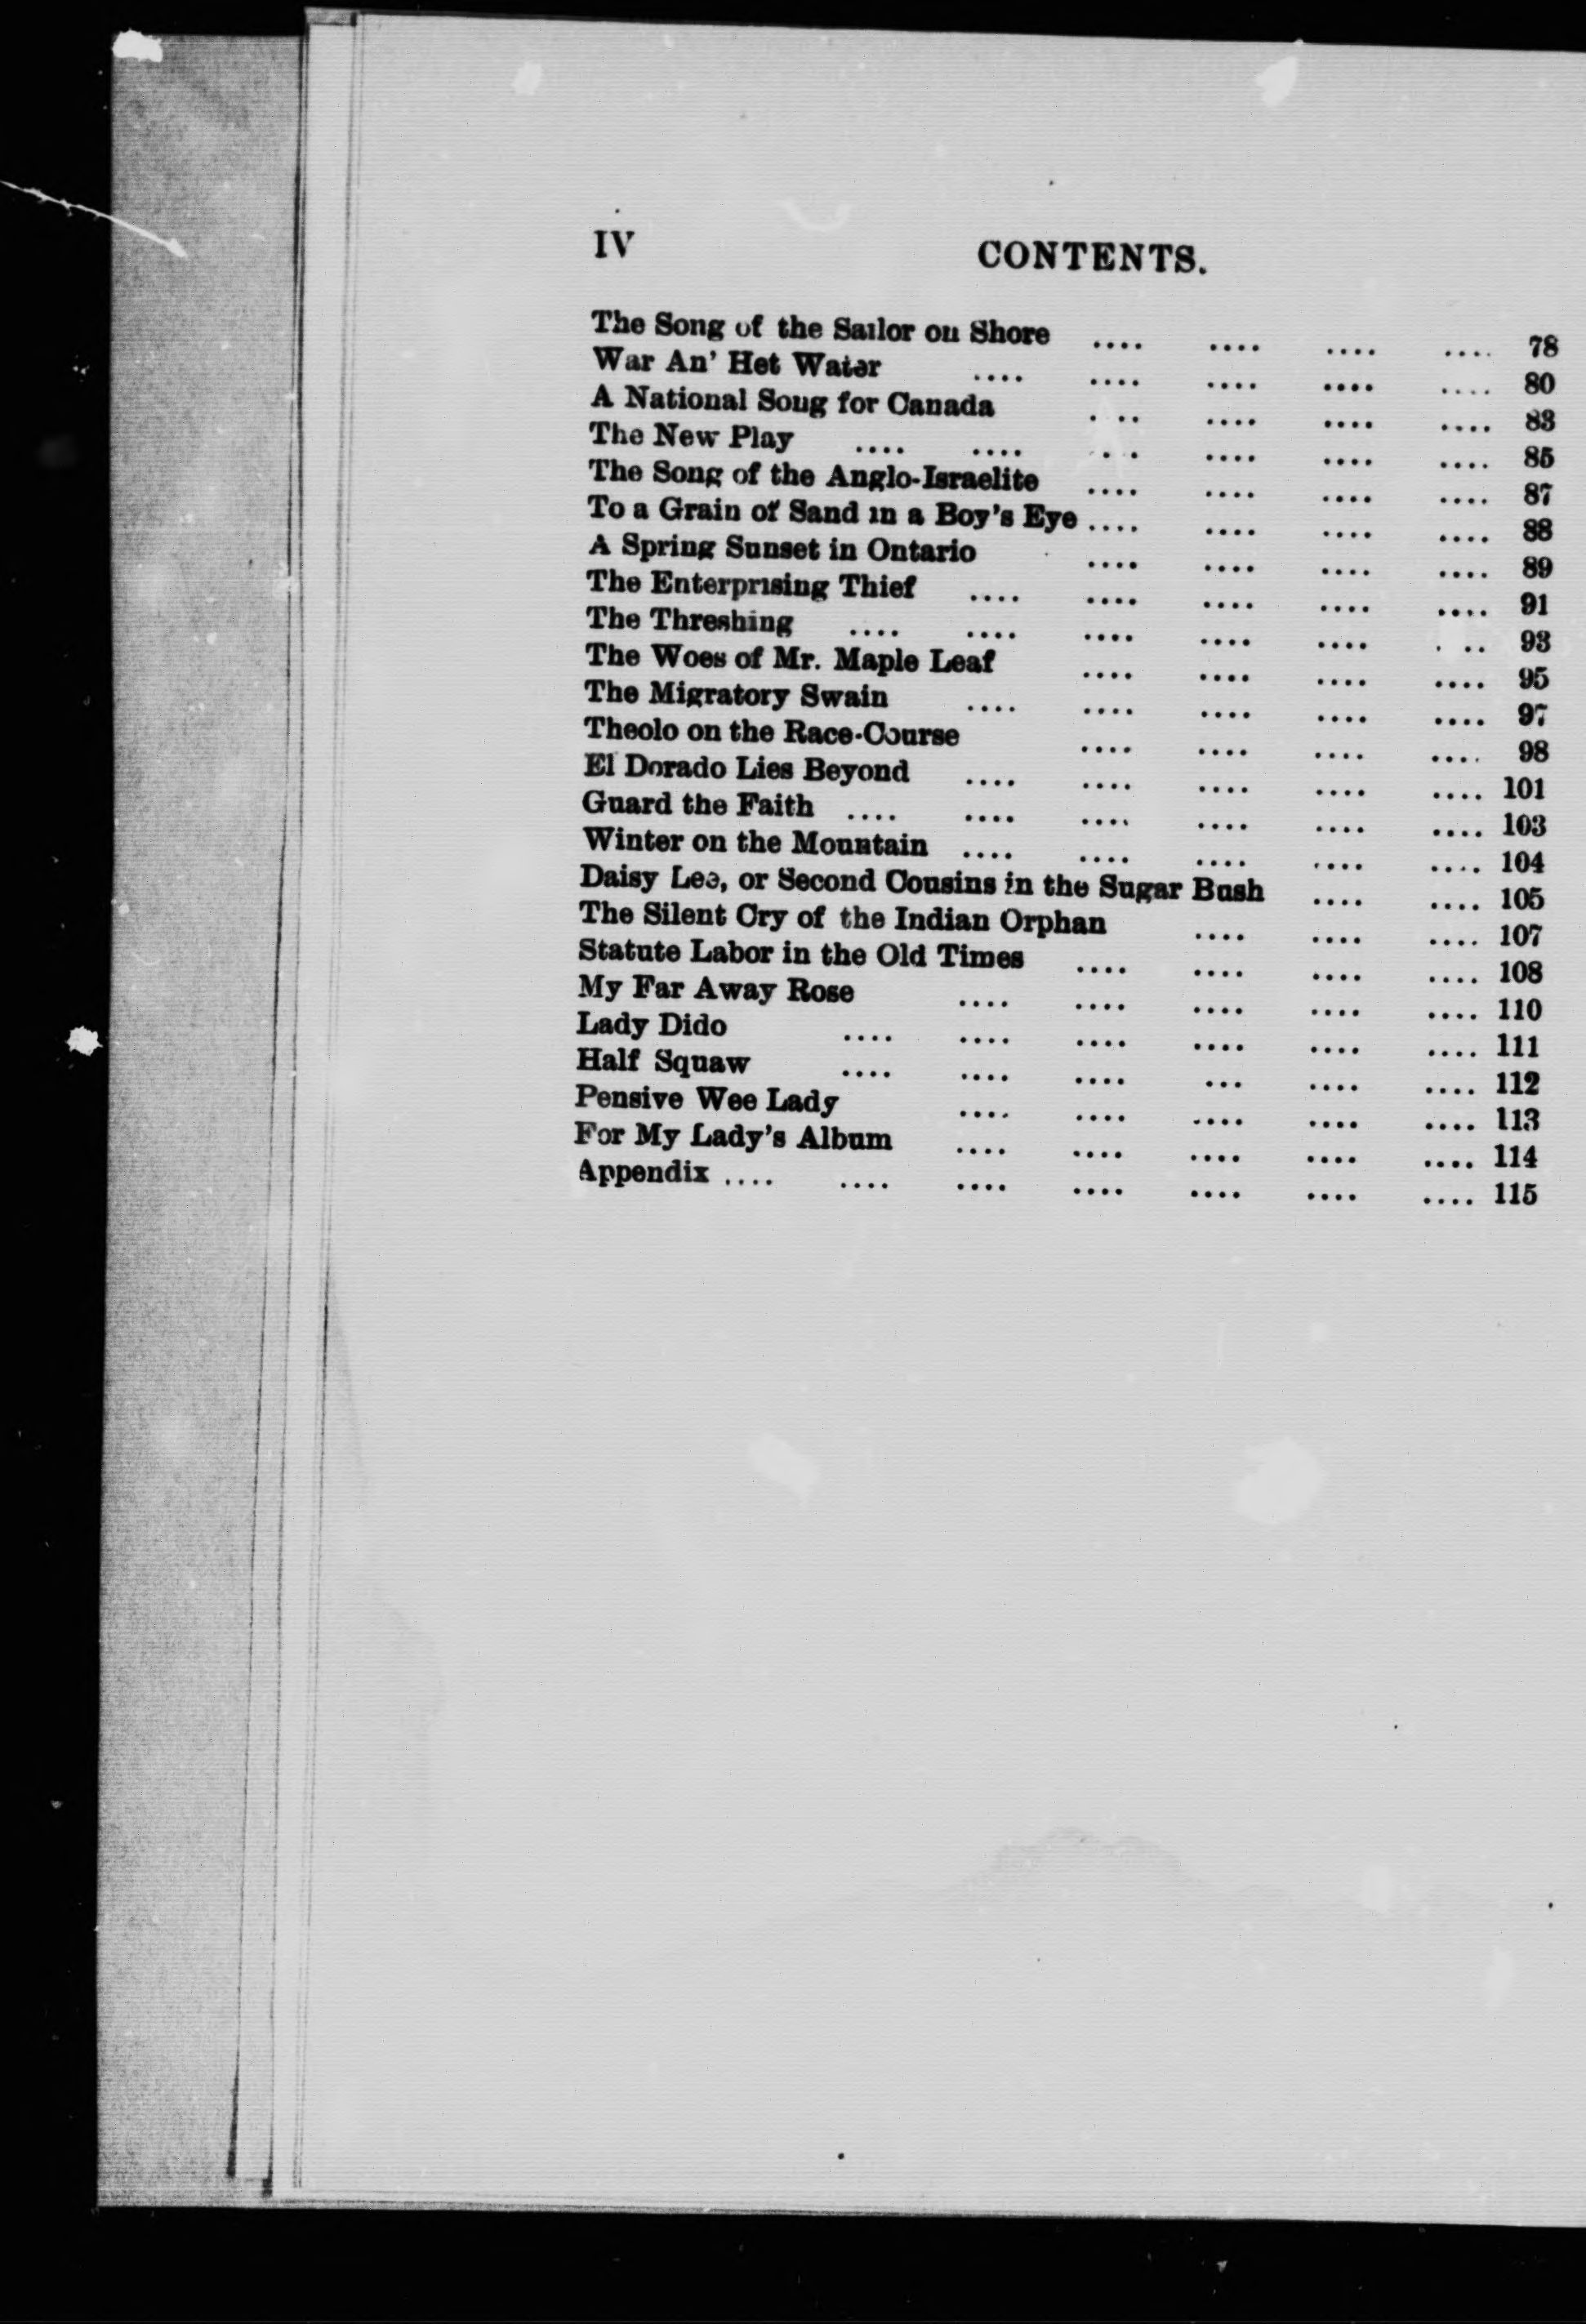 IV
CONTENTS.
The Song of the Sailor on Shore .... .... .... .... 78
War An' Het Water .... .... .... .... .... 80
A National Song for Canada .... .... .... .... 83
The New Play .... .... .... .... .... .... 85
The Song of the Anglo-Israelite .... .... .... .... 87
To a Grain of Sand in a Boy's Eye .... .... .... .... 88
A Spring Sunset in Ontario .... .... .... .... 89
The Enterprising Thief .... .... .... .... .... 91
The Threshing .... .... .... .... .... .... 93
The Woes of Mr. Maple Leaf .... .... .... .... 95
The Migratory Swain .... .... .... .... .... 97
Theolo on the Race-Course .... .... .... .... 98
El Dorado Lies Beyond .... .... .... .... .... 101
Guard the Faith .... .... .... .... .... .... 103
Winter on the Mountain .... .... .... .... .... 104
Daisy Lee, or Second Cousins in the Sugar Bush .... .... 105
The Silent Cry of the Indian Orphan .... .... .... 107
Statute Labor in the Old Times .... .... .... .... 108
My Far Away Rose .... .... .... .... .... 110
Lady Dido .... .... .... .... .... .... 111
Half Squaw .... .... .... ... .... .... 112
Pensive Wee Lady .... .... .... .... .... 113
For My Lady's Album .... .... .... .... .... 114
Appendix .... .... .... .... .... .... .... 115